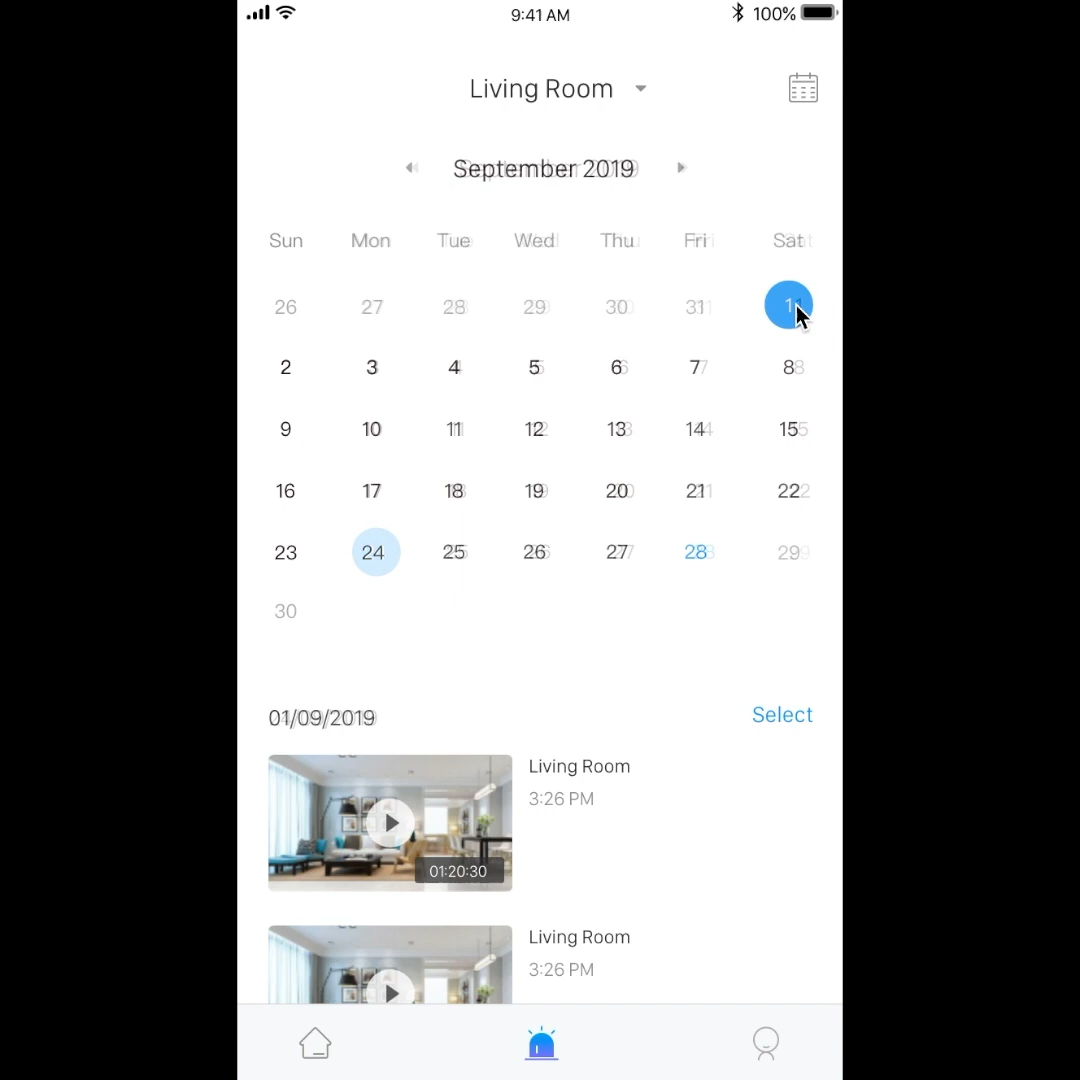 9:41 AM 100%
Living Room
September 2019
Sun Mon Tue Wed Thu Fri Sat
26 27 28 29 30 31 1
2 3 4 5 6 7 8
9 10 11 12 13 14 15
16 17 18 19 20 21 22
23 24 25 26 27 28 29
30
01/09/2019 Select
Living Room
3:26 PM
01:20:30
Living Room
3:26 PM